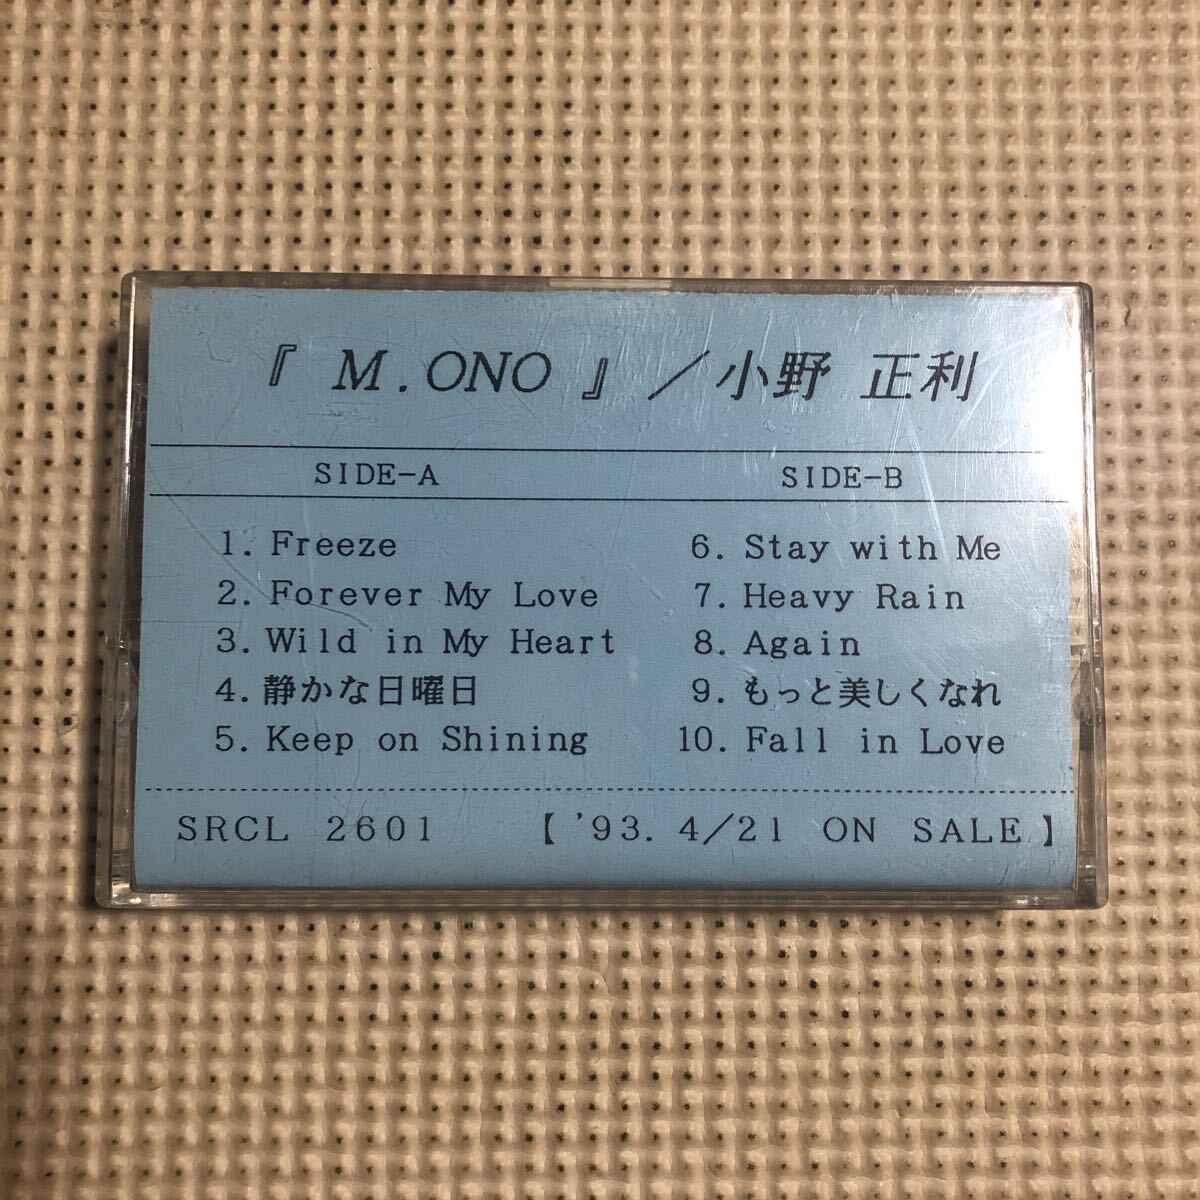 『 M.ONO 』／小野 正利
SIDE-A
1. Freeze
2. Forever My Love
3. Wild in My Heart
4. 静かな日曜日
5. Keep on Shining
SIDE-B
6. Stay with Me
7. Heavy Rain
8. Again
9. もっと美しくなれ
10. Fall in Love
SRCL 2601 【 '93. 4/21 ON SALE】